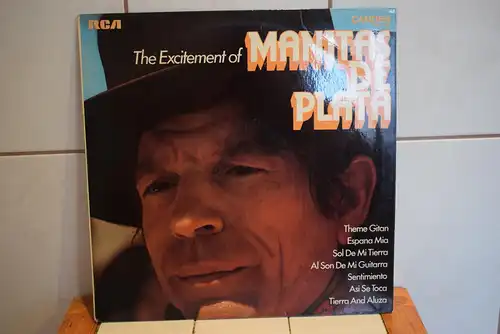 RCA
CAMDEN
The Excitement of MANITAS
DE
PLATA
Theme Gitan
Espana Mia
Sol De Mi Tierra
Al Son De Mi Guitarra
Sentimiento
Asi Se Toca
Tierra And Aluza